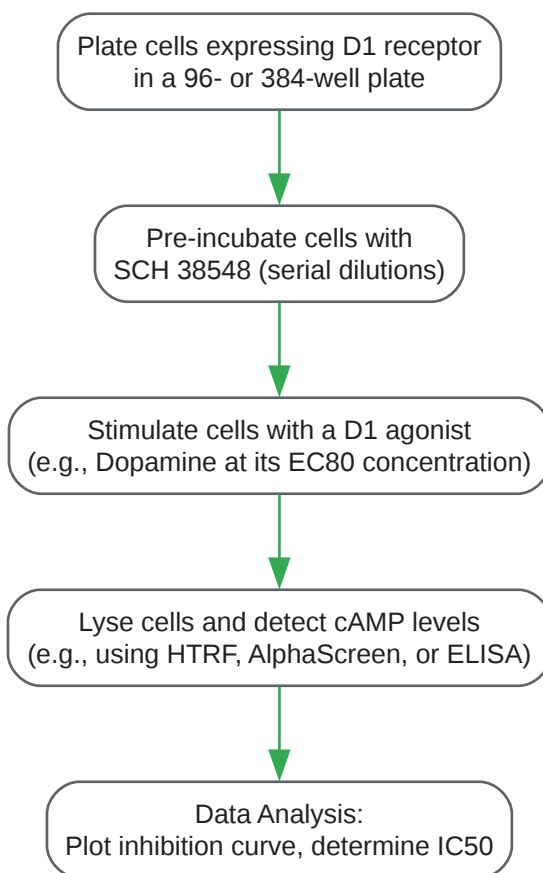 Plate cells expressing D1 receptor
in a 96- or 384-well plate
Pre-incubate cells with
SCH 38548 (serial dilutions)
Stimulate cells with a D1 agonist
(e.g., Dopamine at its EC80 concentration)
Lyse cells and detect cAMP levels
(e.g., using HTRF, AlphaScreen, or ELISA)
Data Analysis:
Plot inhibition curve, determine IC50